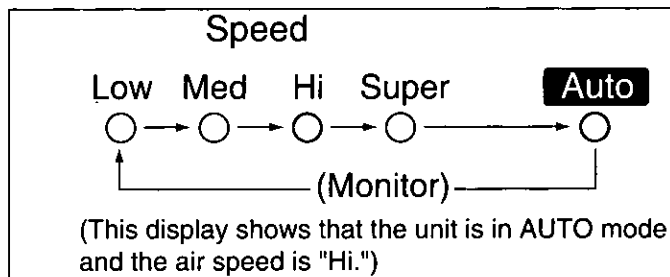 Speed
Low Med Hi Super Auto
(Monitor)
(This display shows that the unit is in AUTO mode
and the air speed is "Hi.")